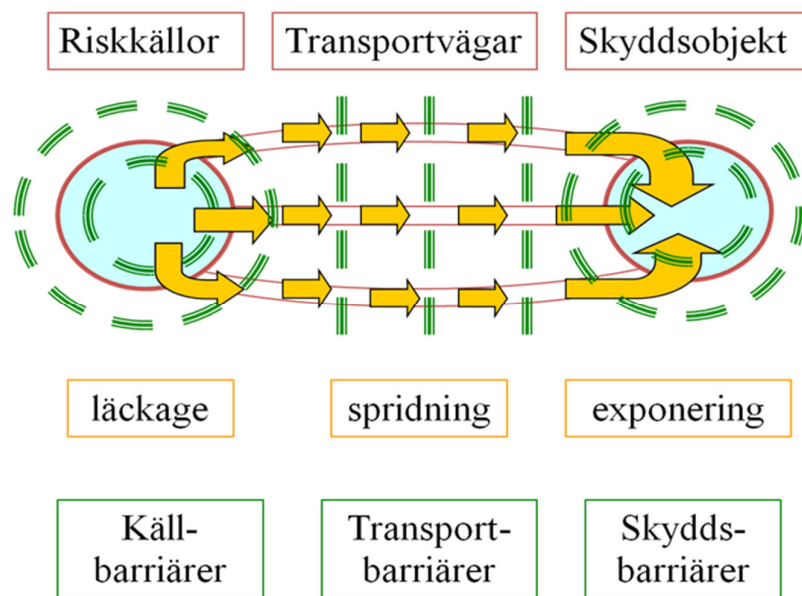 Riskkällor
Transportvägar
Skyddsobjekt
läckage
spridning
exponering
Käll-
barriärer
Transport-
barriärer
Skydds-
barriärer